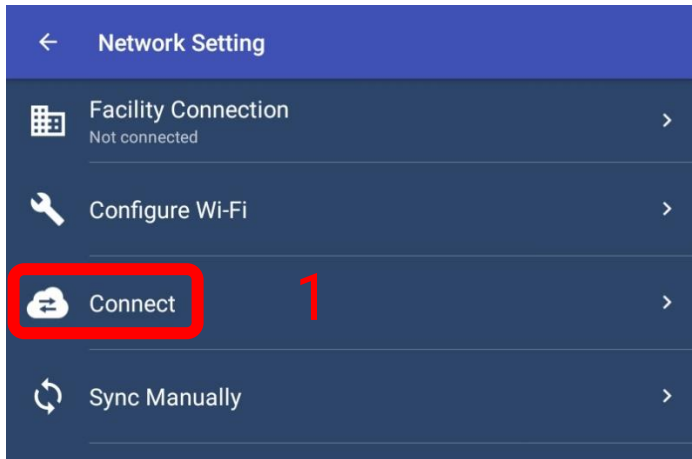 Network Setting
Facility Connection
Not connected
Configure Wi-Fi
Connect
1
Sync Manually